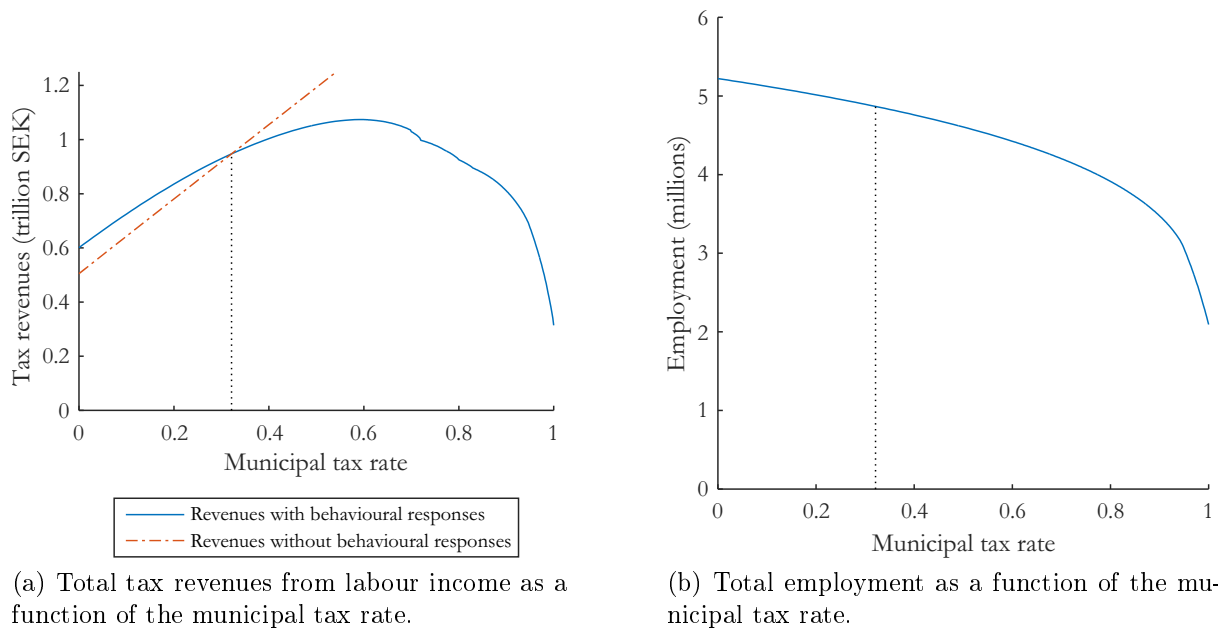 1.2
1
0.8
0.6
0.4
0.2
0
Tax revenues (trillion SEK)
0 0.2 0.4 0.6 0.8 1
Municipal tax rate
Revenues with behavioural responses
Revenues without behavioural responses
(a) Total tax revenues from labour income as a
function of the municipal tax rate.
6
5
4
3
2
1
0
Employment (millions)
0 0.2 0.4 0.6 0.8 1
Municipal tax rate
(b) Total employment as a function of the mu-
nicipal tax rate.